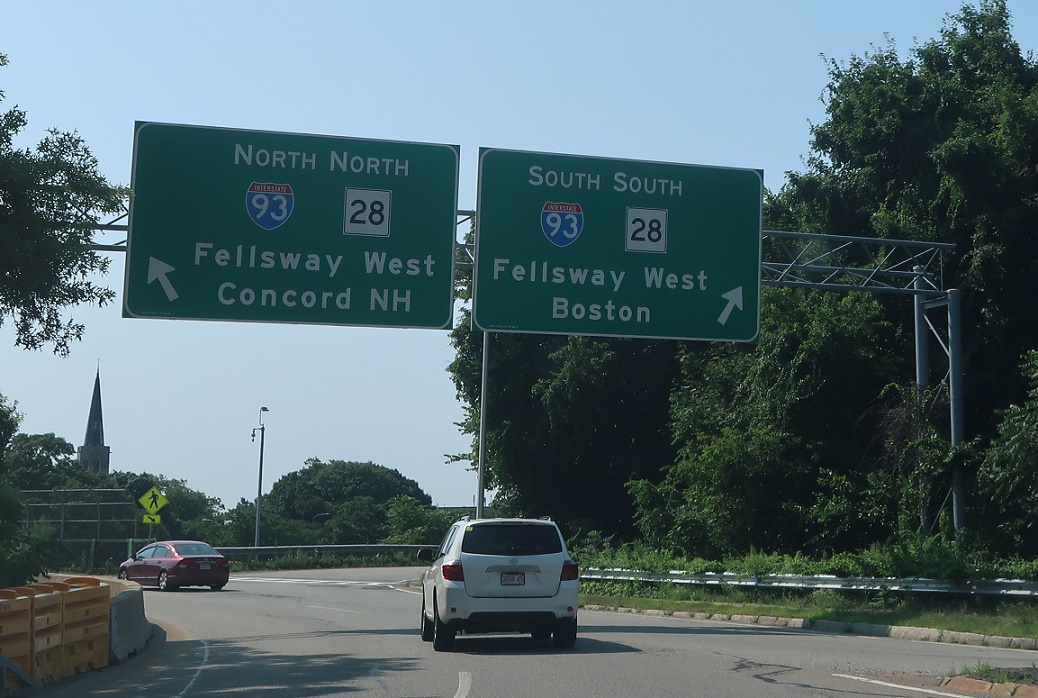 NORTH NORTH
INTERSTATE
93
28
Fellsway West
Concord NH
SOUTH SOUTH
INTERSTATE
93
28
Fellsway West
Boston